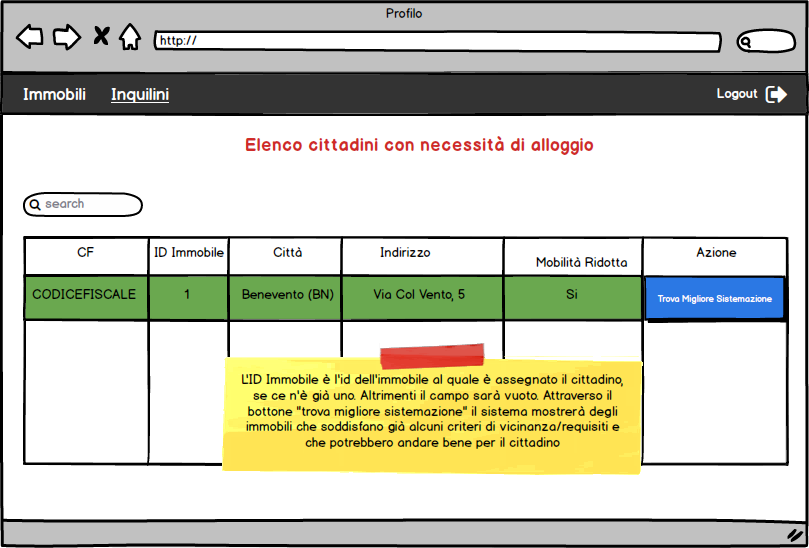 Profilo
http://
Immobili Inquilini Logout
Elenco cittadini con necessità di alloggio
search
CF ID Immobile Città Indirizzo Mobilità Ridotta Azione
CODICEFISCALE 1 Benevento (BN) Via Col Vento, 5 Si Trova Migliore Sistemazione
L'ID Immobile è l'id dell'immobile al quale è assegnato il cittadino,
se ce n'è già uno. Altrimenti il campo sarà vuoto. Attraverso il
bottone "trova migliore sistemazione" il sistema mostrerà degli
immobili che soddisfano già alcuni criteri di vicinanza/requisiti e
che potrebbero andare bene per il cittadino